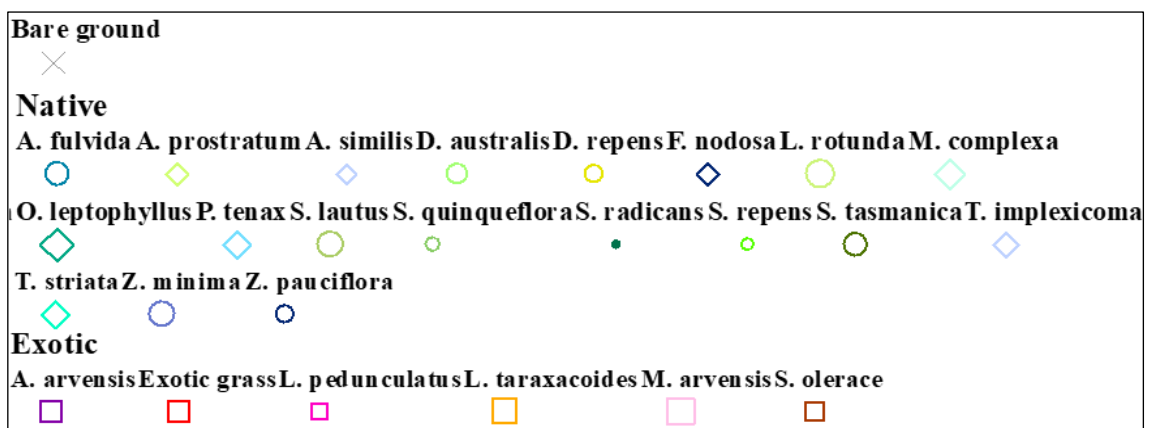 Bare ground
Native
A. fulvida A. prostratum A. similis D. australis D. repens F. nodosa L. rotunda M. complexa
O. leptophyllus P. tenax S. lautus S. quinqueflora S. radicans S. repens S. tasmanica T. implexicoma
T. striata Z. minima Z. pauciflora
Exotic
A. arvensis Exotic grass L. pedunculatus L. taraxacoides M. arvensis S. olerace